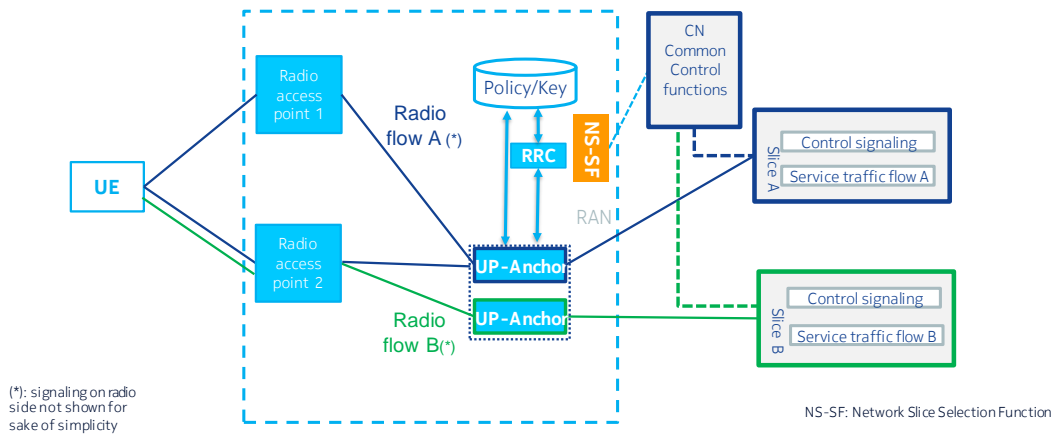 CN
Common
Control
functions
Radio
access
point 1
Policy/Key
Radio
flow A (*)
NS-SF
RRC
Control signaling
Service traffic flow A
Slice A
UE
RAN
Radio
access
point 2
UP-Anchor
UP-Anchor
Control signaling
Service traffic flow B
Slice B
Radio
flow B(*)
(*): signaling on radio
side not shown for
sake of simplicity
NS-SF: Network Slice Selection Function